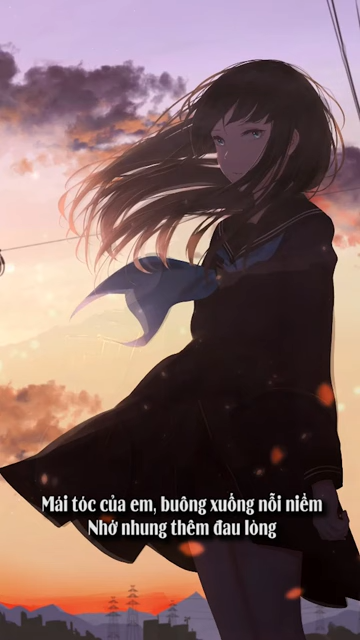 Mái tóc của em, buông xuống nỗi niềm
Nhớ nhung thêm đau lòng